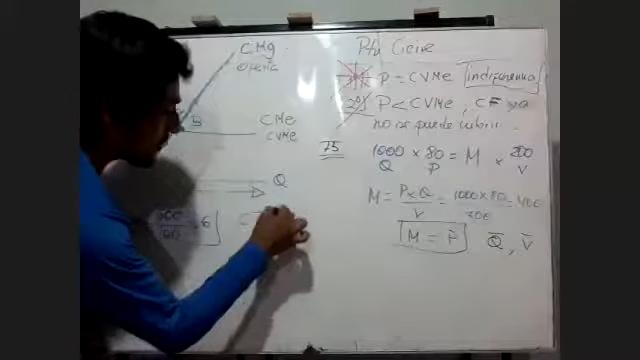 CMg
Oferta
B
CMe
CVMe
Q
Pto Cierre
P = CVMe indiferencia
P < CVMe, CF ya
no se puede cubrir.
75
1000 x 80 = M x 200
Q P V
M = P x Q / V = 1000 x 80 / 200 = 400
M = P Q̄, V̄